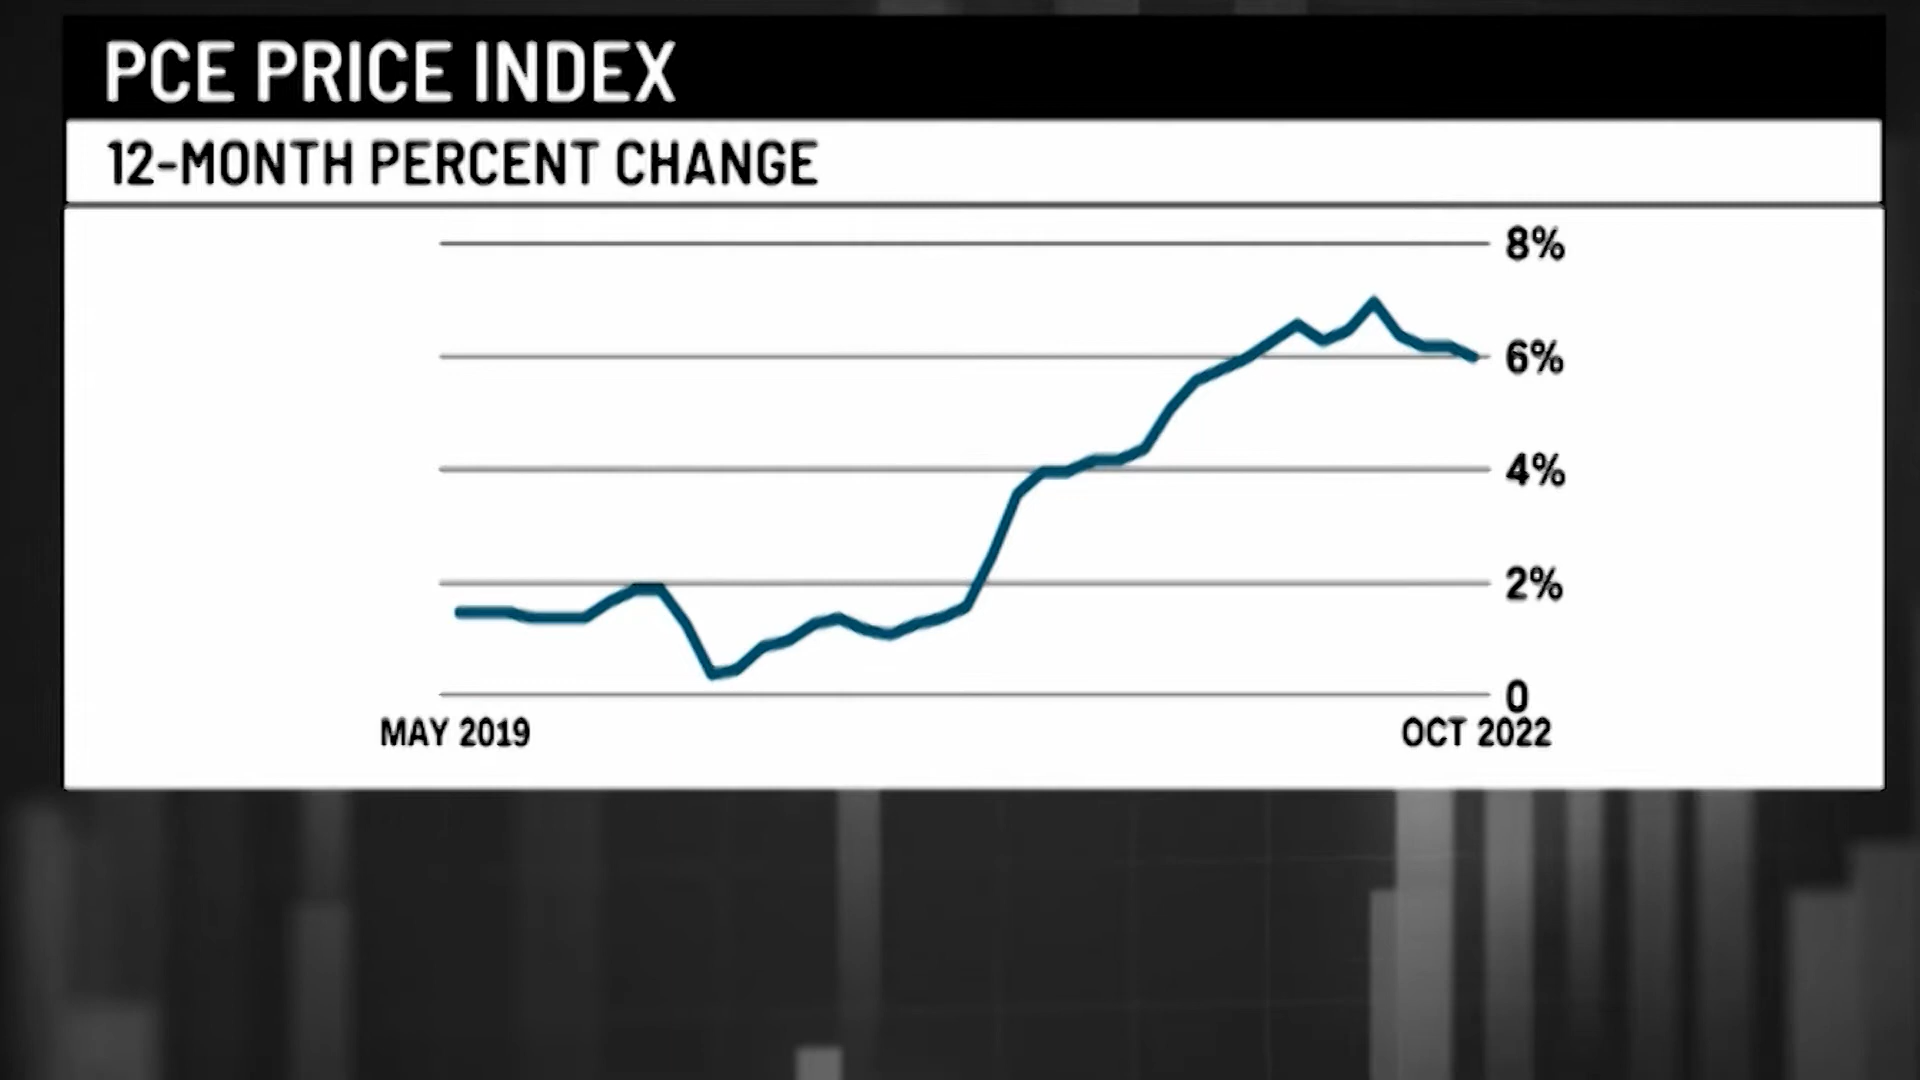 PCE PRICE INDEX
12-MONTH PERCENT CHANGE
8%
6%
4%
2%
0
MAY 2019
OCT 2022